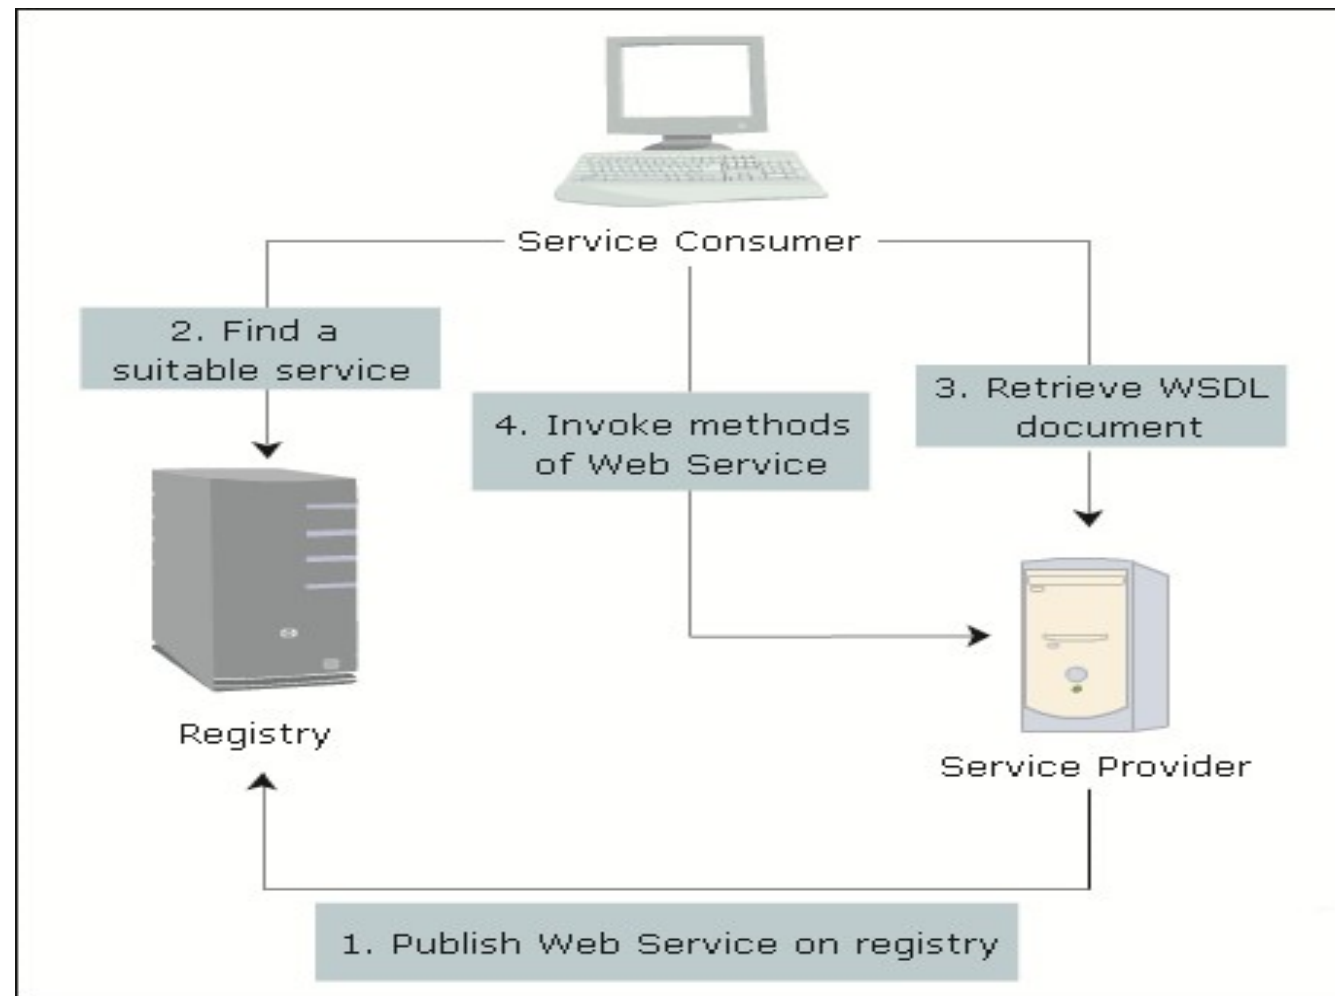 Service Consumer
2. Find a
suitable service
3. Retrieve WSDL
document
4. Invoke methods
of Web Service
Registry
Service Provider
1. Publish Web Service on registry